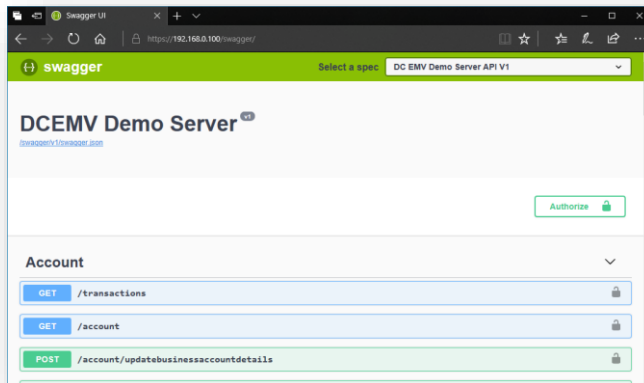 Swagger UI
https://192.168.0.100/swagger/
swagger
Select a spec
DC EMV Demo Server API V1
DCEMV Demo Server v1
/swagger/v1/swagger.json
Authorize
Account
GET /transactions
GET /account
POST /account/updatebusinessaccountdetails